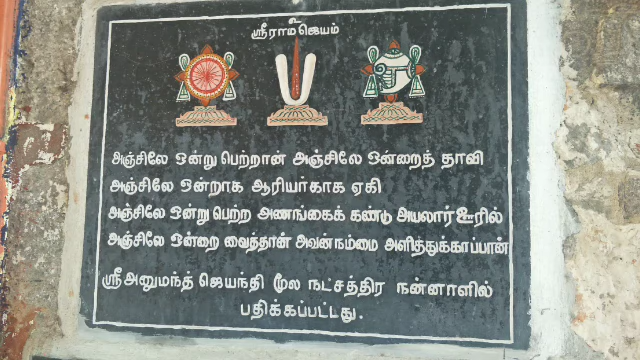 ஸ்ரீராமஜெயம்
அஞ்சிலே ஒன்று பெற்றான் அஞ்சிலே ஒன்றைத் தாவி
அஞ்சிலே ஒன்றாக ஆரியர்காக ஏகி
அஞ்சிலே ஒன்று பெற்ற அணங்கைக் கண்டு அயலார் ஊரில்
அஞ்சிலே ஒன்றை வைத்தான் அவன் நம்மை அளித்துக்காப்பான்
ஸ்ரீ அனுமந்த் ஜெயந்தி மூல நட்சத்திர நன்னாளில்
பதிக்கப்பட்டது.